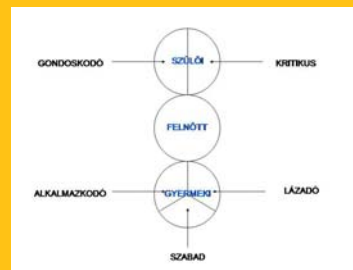 SZÜLŐI
GONDOSKODÓ
KRITIKUS
FELNŐTT
ALKALMAZKODÓ
"GYERMEKI"
LÁZADÓ
SZABAD